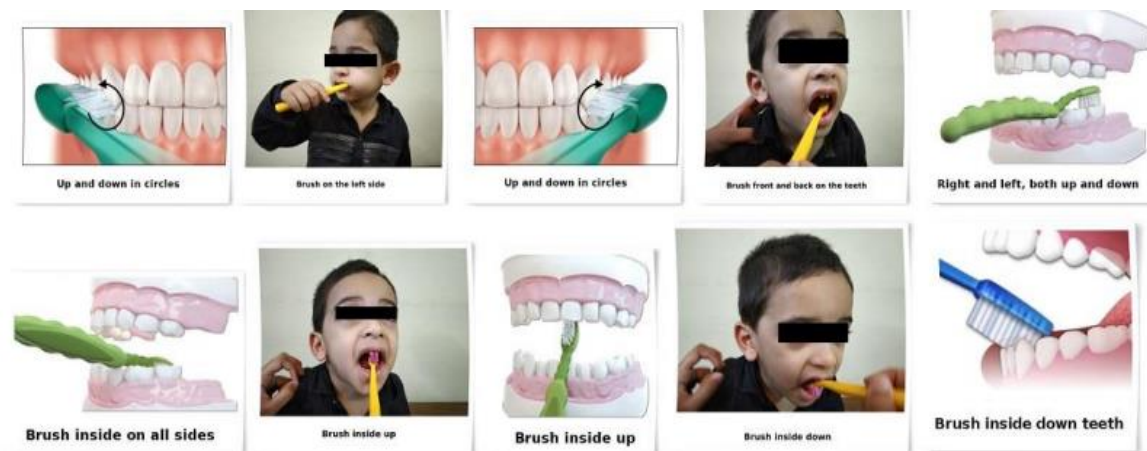 Up and down in circles
Brush on the left side
Up and down in circles
Brush front and back on the teeth
Right and left, both up and down
Brush inside on all sides
Brush inside up
Brush inside up
Brush inside down
Brush inside down teeth